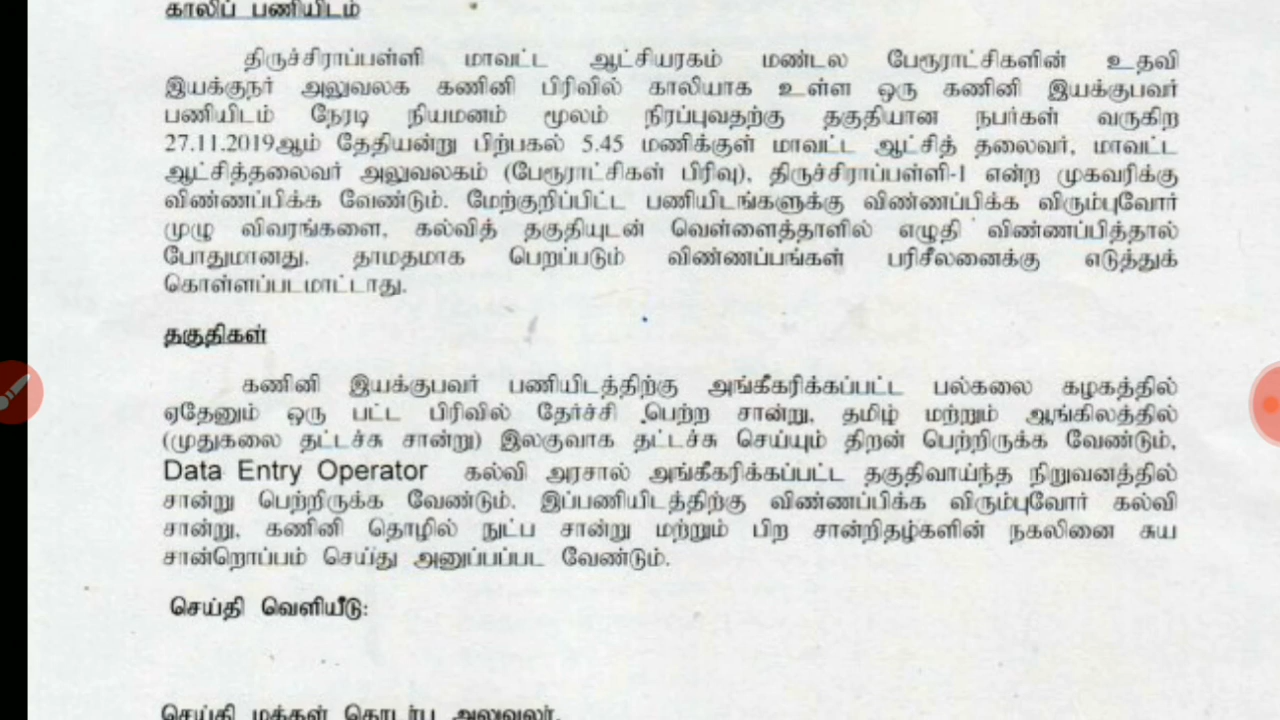 காலிப் பணியிடம்
திருச்சிராப்பள்ளி மாவட்ட ஆட்சியரகம் மண்டல பேரூராட்சிகளின் உதவி
இயக்குநர் அலுவலக கணினி பிரிவில் காலியாக உள்ள ஒரு கணினி இயக்குபவர்
பணியிடம் நேரடி நியமனம் மூலம் நிரப்புவதற்கு தகுதியான நபர்கள் வருகிற
27.11.2019ஆம் தேதியன்று பிற்பகல் 5.45 மணிக்குள் மாவட்ட ஆட்சித் தலைவர், மாவட்ட
ஆட்சித்தலைவர் அலுவலகம் (பேரூராட்சிகள் பிரிவு), திருச்சிராப்பள்ளி-1 என்ற முகவரிக்கு
விண்ணப்பிக்க வேண்டும். மேற்குறிப்பிட்ட பணியிடங்களுக்கு விண்ணப்பிக்க விரும்புவோர்
முழு விவரங்களை, கல்வித் தகுதியுடன் வெள்ளைத்தாளில் எழுதி விண்ணப்பித்தால்
போதுமானது. தாமதமாக பெறப்படும் விண்ணப்பங்கள் பரிசீலனைக்கு எடுத்துக்
கொள்ளப்படமாட்டாது.
தகுதிகள்
கணினி இயக்குபவர் பணியிடத்திற்கு அங்கீகரிக்கப்பட்ட பல்கலை கழகத்தில்
ஏதேனும் ஒரு பட்ட பிரிவில் தேர்ச்சி பெற்ற சான்று, தமிழ் மற்றும் ஆங்கிலத்தில்
(முதுகலை தட்டச்சு சான்று) இலகுவாக தட்டச்சு செய்யும் திறன் பெற்றிருக்க வேண்டும்,
Data Entry Operator கல்வி அரசால் அங்கீகரிக்கப்பட்ட தகுதிவாய்ந்த நிறுவனத்தில்
சான்று பெற்றிருக்க வேண்டும். இப்பணியிடத்திற்கு விண்ணப்பிக்க விரும்புவோர் கல்வி
சான்று, கணினி தொழில் நுட்ப சான்று மற்றும் பிற சான்றிதழ்களின் நகலினை சுய
சான்றொப்பம் செய்து அனுப்பப்பட வேண்டும்.
செய்தி வெளியீடு:
செய்தி மக்கள் தொடர்பு அலுவலர்,